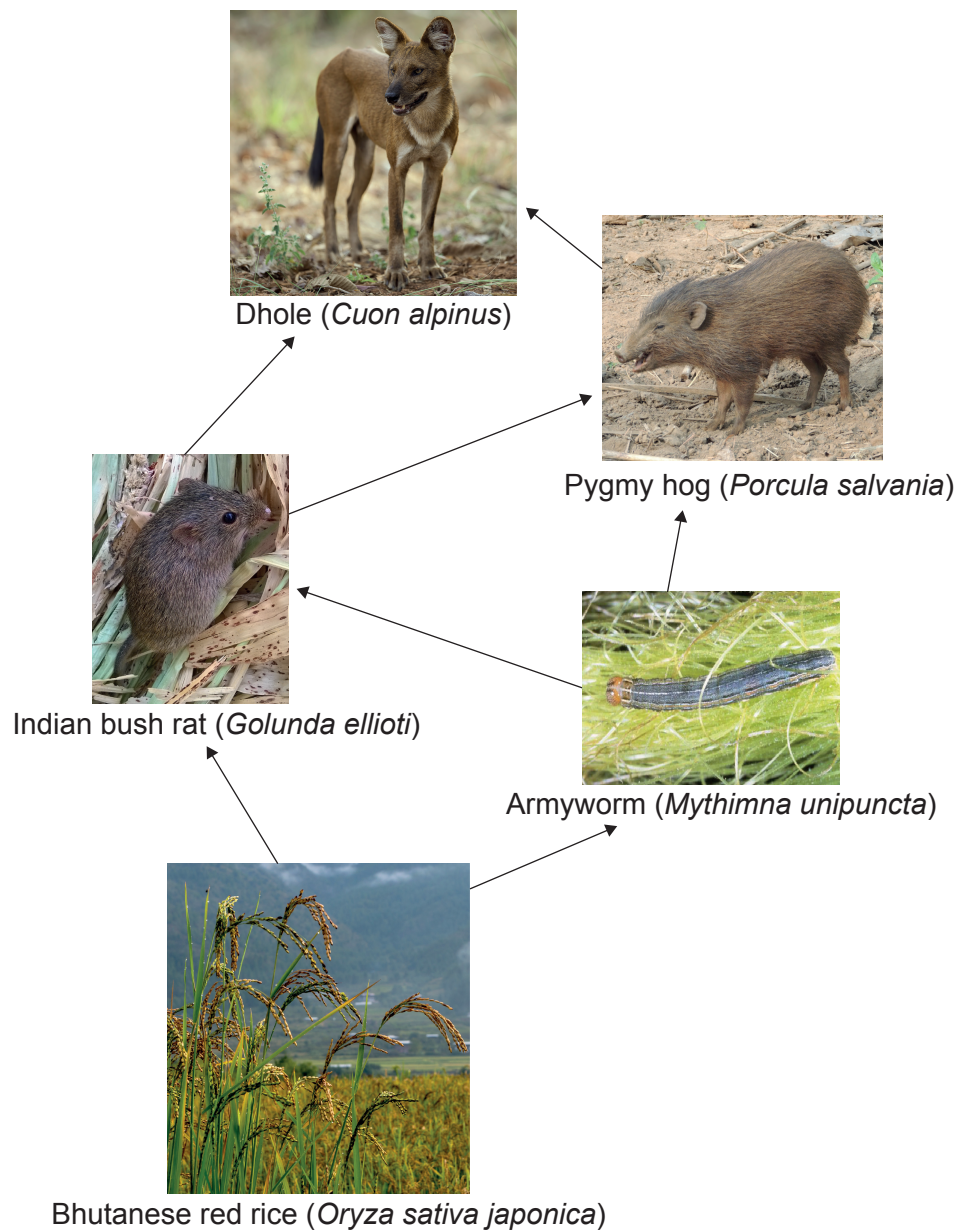 Dhole (Cuon alpinus)
Pygmy hog (Porcula salvania)
Indian bush rat (Golunda ellioti)
Armyworm (Mythimna unipuncta)
Bhutanese red rice (Oryza sativa japonica)